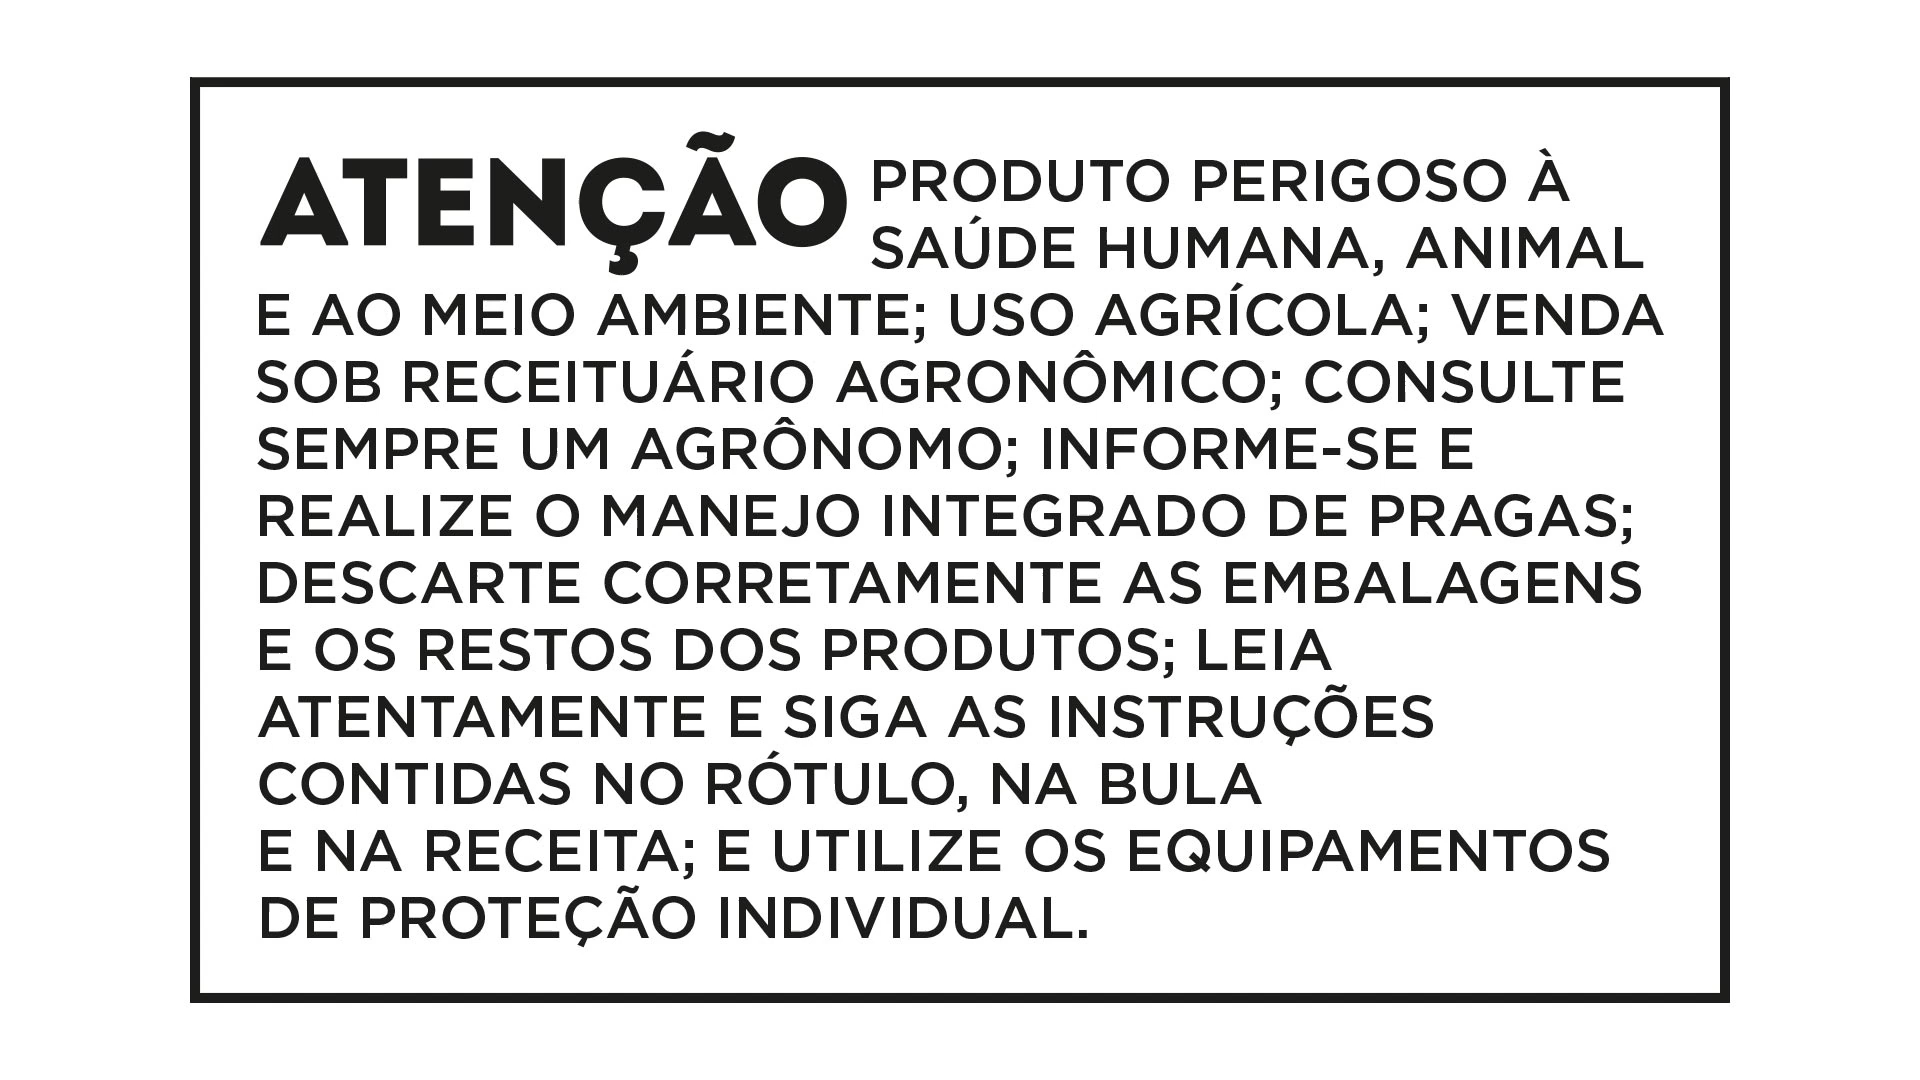 ATENÇÃO PRODUTO PERIGOSO À
SAÚDE HUMANA, ANIMAL
E AO MEIO AMBIENTE; USO AGRÍCOLA; VENDA
SOB RECEITUÁRIO AGRONÔMICO; CONSULTE
SEMPRE UM AGRÔNOMO; INFORME-SE E
REALIZE O MANEJO INTEGRADO DE PRAGAS;
DESCARTE CORRETAMENTE AS EMBALAGENS
E OS RESTOS DOS PRODUTOS; LEIA
ATENTAMENTE E SIGA AS INSTRUÇÕES
CONTIDAS NO RÓTULO, NA BULA
E NA RECEITA; E UTILIZE OS EQUIPAMENTOS
DE PROTEÇÃO INDIVIDUAL.